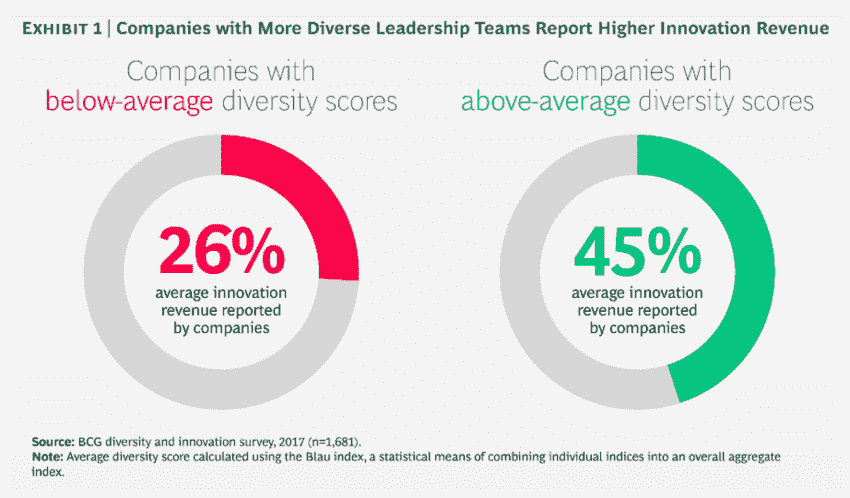 EXHIBIT 1 | Companies with More Diverse Leadership Teams Report Higher Innovation Revenue
Companies with
below-average diversity scores
26%
average innovation
revenue reported
by companies
Companies with
above-average diversity scores
45%
average innovation
revenue reported
by companies
Source: BCG diversity and innovation survey, 2017 (n=1,681).
Note: Average diversity score calculated using the Blau index, a statistical means of combining individual indices into an overall aggregate
index.